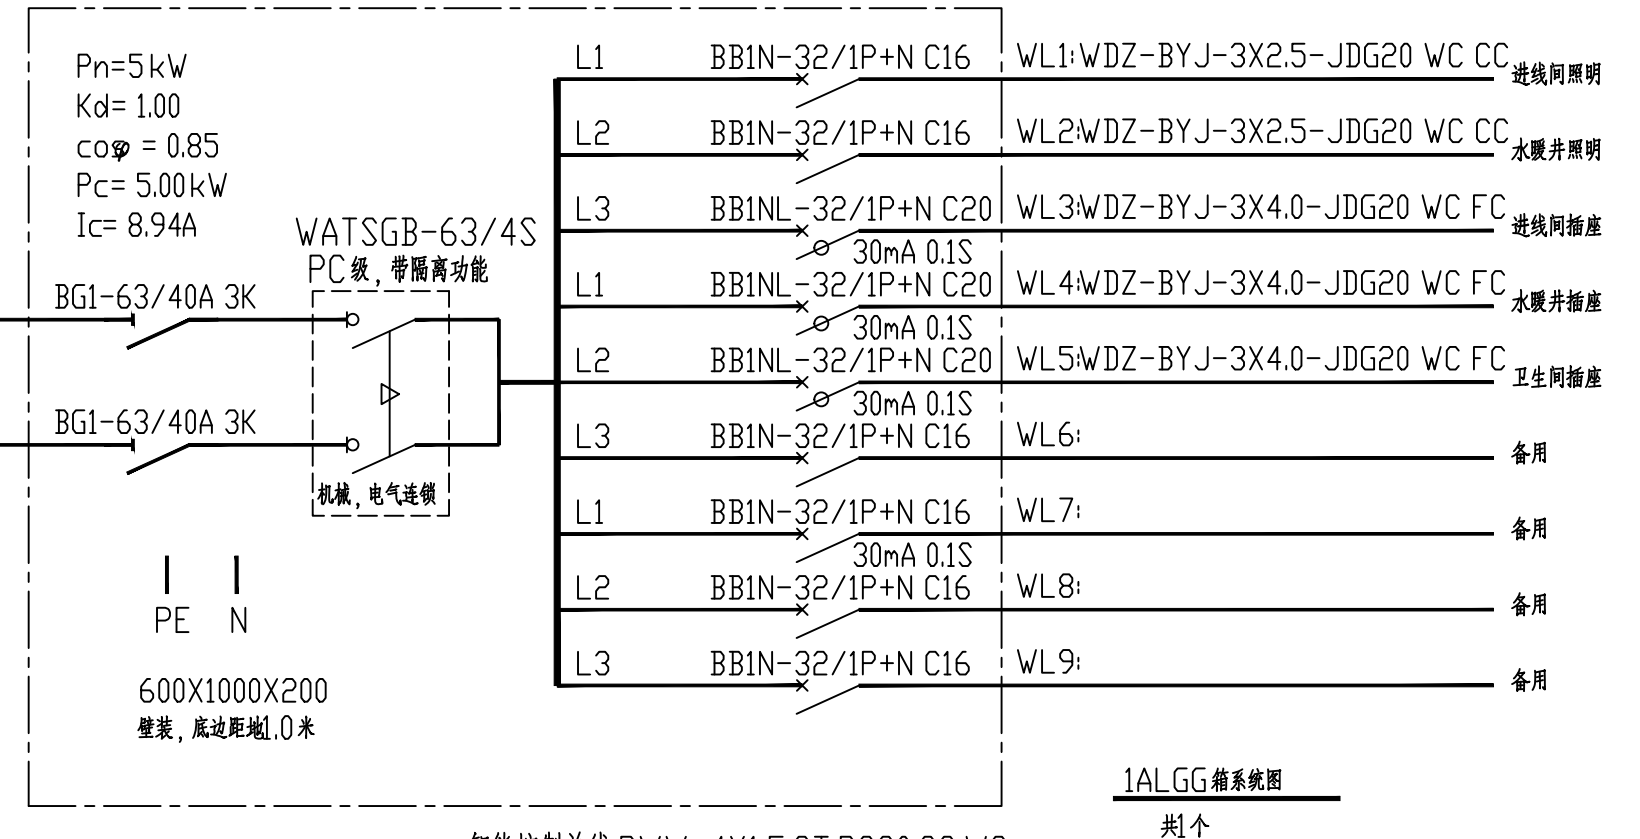 Pn=5kW
Kd= 1.00
cosφ = 0.85
Pc= 5.00kW
Ic= 8.94A
WATSGB-63/4S
PC级,带隔离功能
BG1-63/40A 3K
BG1-63/40A 3K
机械,电气连锁
PE N
600X1000X200
壁装,底边距地1.0米
L1 BB1N-32/1P+N C16 WL1:WDZ-BYJ-3X2.5-JDG20 WC CC 进线间照明
L2 BB1N-32/1P+N C16 WL2:WDZ-BYJ-3X2.5-JDG20 WC CC 水暖井照明
L3 BB1NL-32/1P+N C20 WL3:WDZ-BYJ-3X4.0-JDG20 WC FC 进线间插座
30mA 0.1S
L1 BB1NL-32/1P+N C20 WL4:WDZ-BYJ-3X4.0-JDG20 WC FC 水暖井插座
30mA 0.1S
L2 BB1NL-32/1P+N C20 WL5:WDZ-BYJ-3X4.0-JDG20 WC FC 卫生间插座
30mA 0.1S
L3 BB1N-32/1P+N C16 WL6: 备用
L1 BB1N-32/1P+N C16 WL7: 备用
30mA 0.1S
L2 BB1N-32/1P+N C16 WL8: 备用
L3 BB1N-32/1P+N C16 WL9: 备用
1ALGG箱系统图
共1个